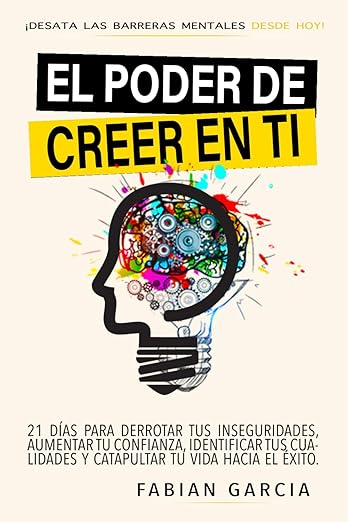 ¡DESATA LAS BARRERAS MENTALES DESDE HOY!
EL PODER DE
CREER EN TI
21 DÍAS PARA DERROTAR TUS INSEGURIDADES,
AUMENTAR TU CONFIANZA, IDENTIFICAR TUS CUA-
LIDADES Y CATAPULTAR TU VIDA HACIA EL ÉXITO.
FABIAN GARCIA